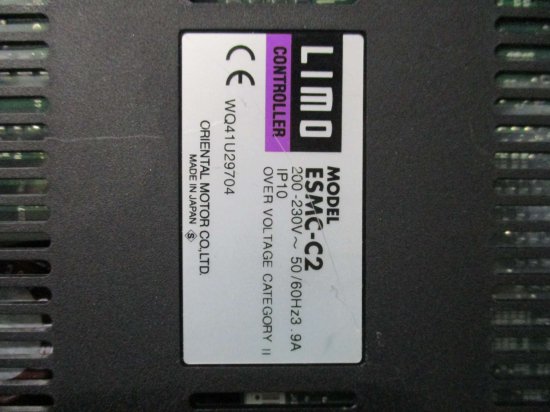 LIMO
CONTROLLER
MODEL
ESMC-C2
200-230V~ 50/60Hz3.9A
IP10
OVER VOLTAGE CATEGORY II
CE WQ41U29704
ORIENTAL MOTOR CO.,LTD.
MADE IN JAPAN S